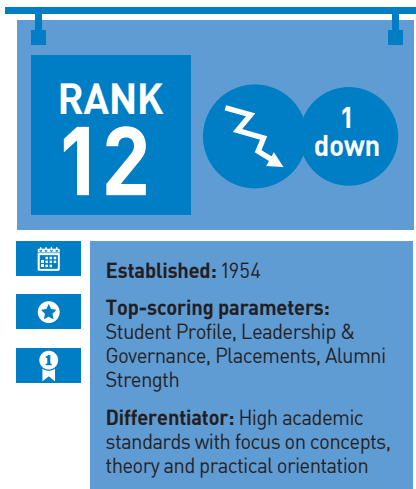 RANK
12
1
down
Established: 1954
Top-scoring parameters:
Student Profile, Leadership &
Governance, Placements, Alumni
Strength
1
Differentiator: High academic
standards with focus on concepts,
theory and practical orientation